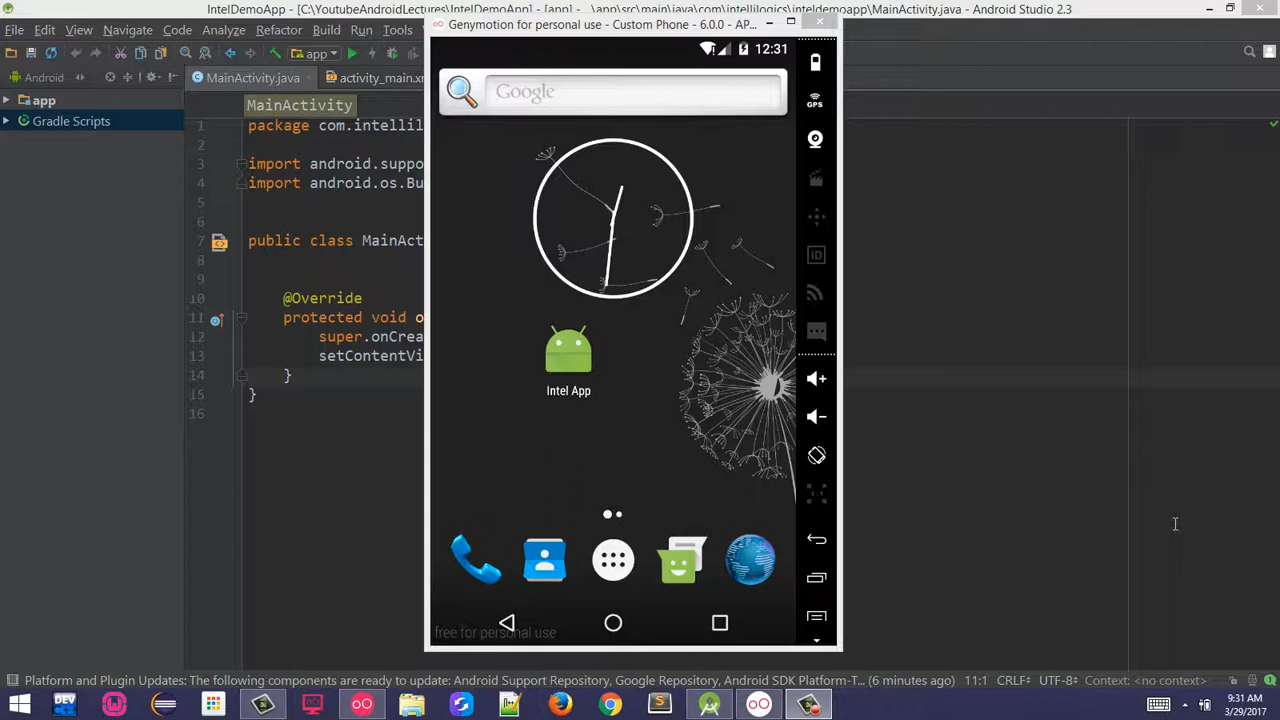 IntelDemoApp - [C:\YoutubeAndroidLectures\IntelDemoApp] - [app] - ...\app\src\main\java\com\intellilogics\inteldemoapp\MainActivity.java - Android Studio 2.3
Genymotion for personal use - Custom Phone - 6.0.0 - AP...
File Edit View Navigate Code Analyze Refactor Build Run Tools
app
Android
MainActivity.java
activity_main.xm
app
Gradle Scripts
MainActivity
1 package com.intellil
2
3 import android.suppo
4 import android.os.Bu
5
6
7 public class MainAct
8
9
10 @Override
11 protected void o
12 super.onCrea
13 setContentVi
14 }
15 }
16
12:31
Google
Intel App
free for personal use
GPS
ID
1:1
Platform and Plugin Updates: The following components are ready to update: Android Support Repository, Google Repository, Android SDK Platform-T... (6 minutes ago) 11:1 CRLF÷ UTF-8÷ Context: <no context>
DEV
9:31 AM
3/29/2017